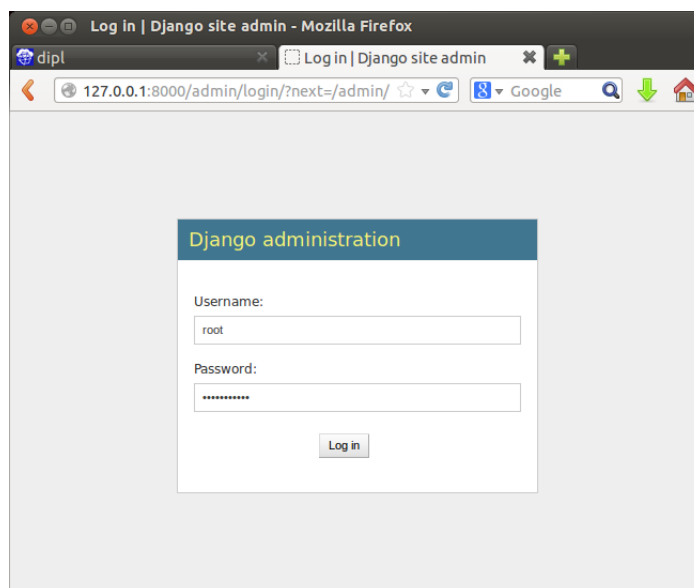 Log in | Django site admin - Mozilla Firefox
dipl
Log in | Django site admin
127.0.0.1:8000/admin/login/?next=/admin/
8
Google
Django administration
Username:
root
Password:
•••••••••••
Log in